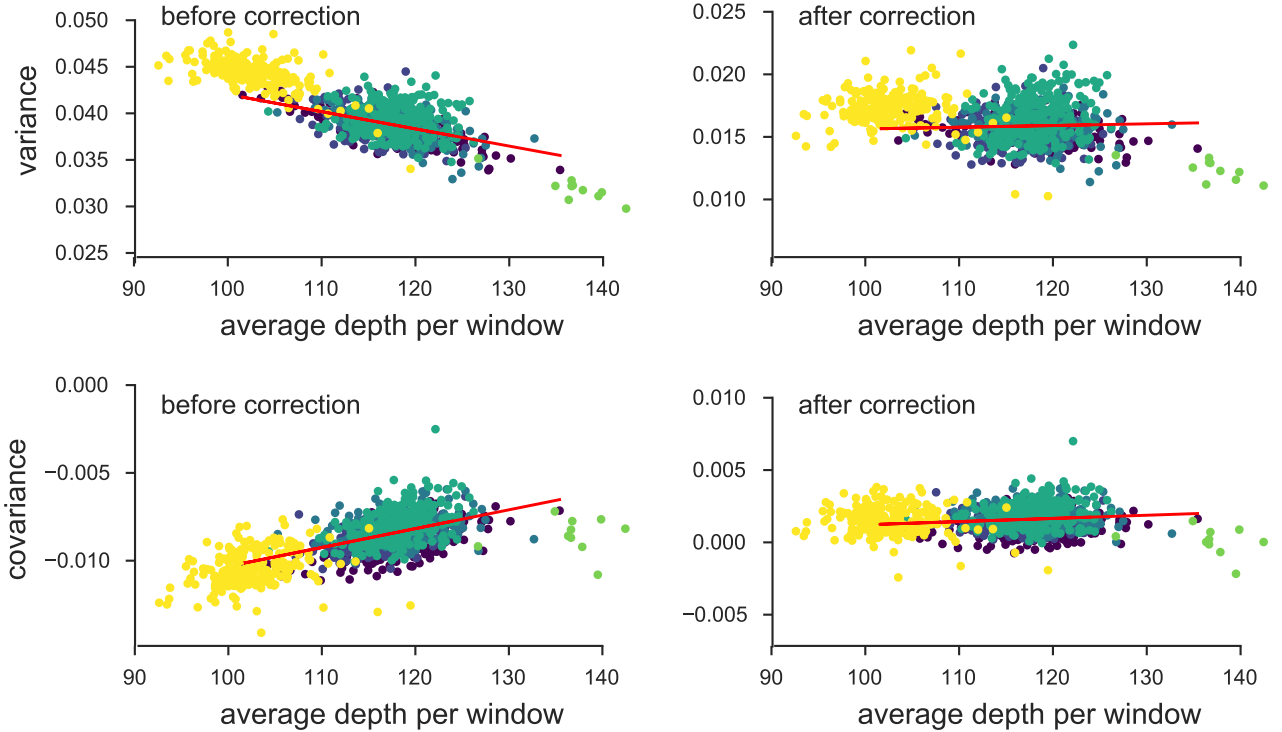 before correction
0.050
0.045
0.040
0.035
0.030
0.025
variance
90 100 110 120 130 140
average depth per window
after correction
0.025
0.020
0.015
0.010
90 100 110 120 130 140
average depth per window
before correction
0.000
−0.005
−0.010
covariance
90 100 110 120 130 140
average depth per window
after correction
0.010
0.005
0.000
−0.005
90 100 110 120 130 140
average depth per window